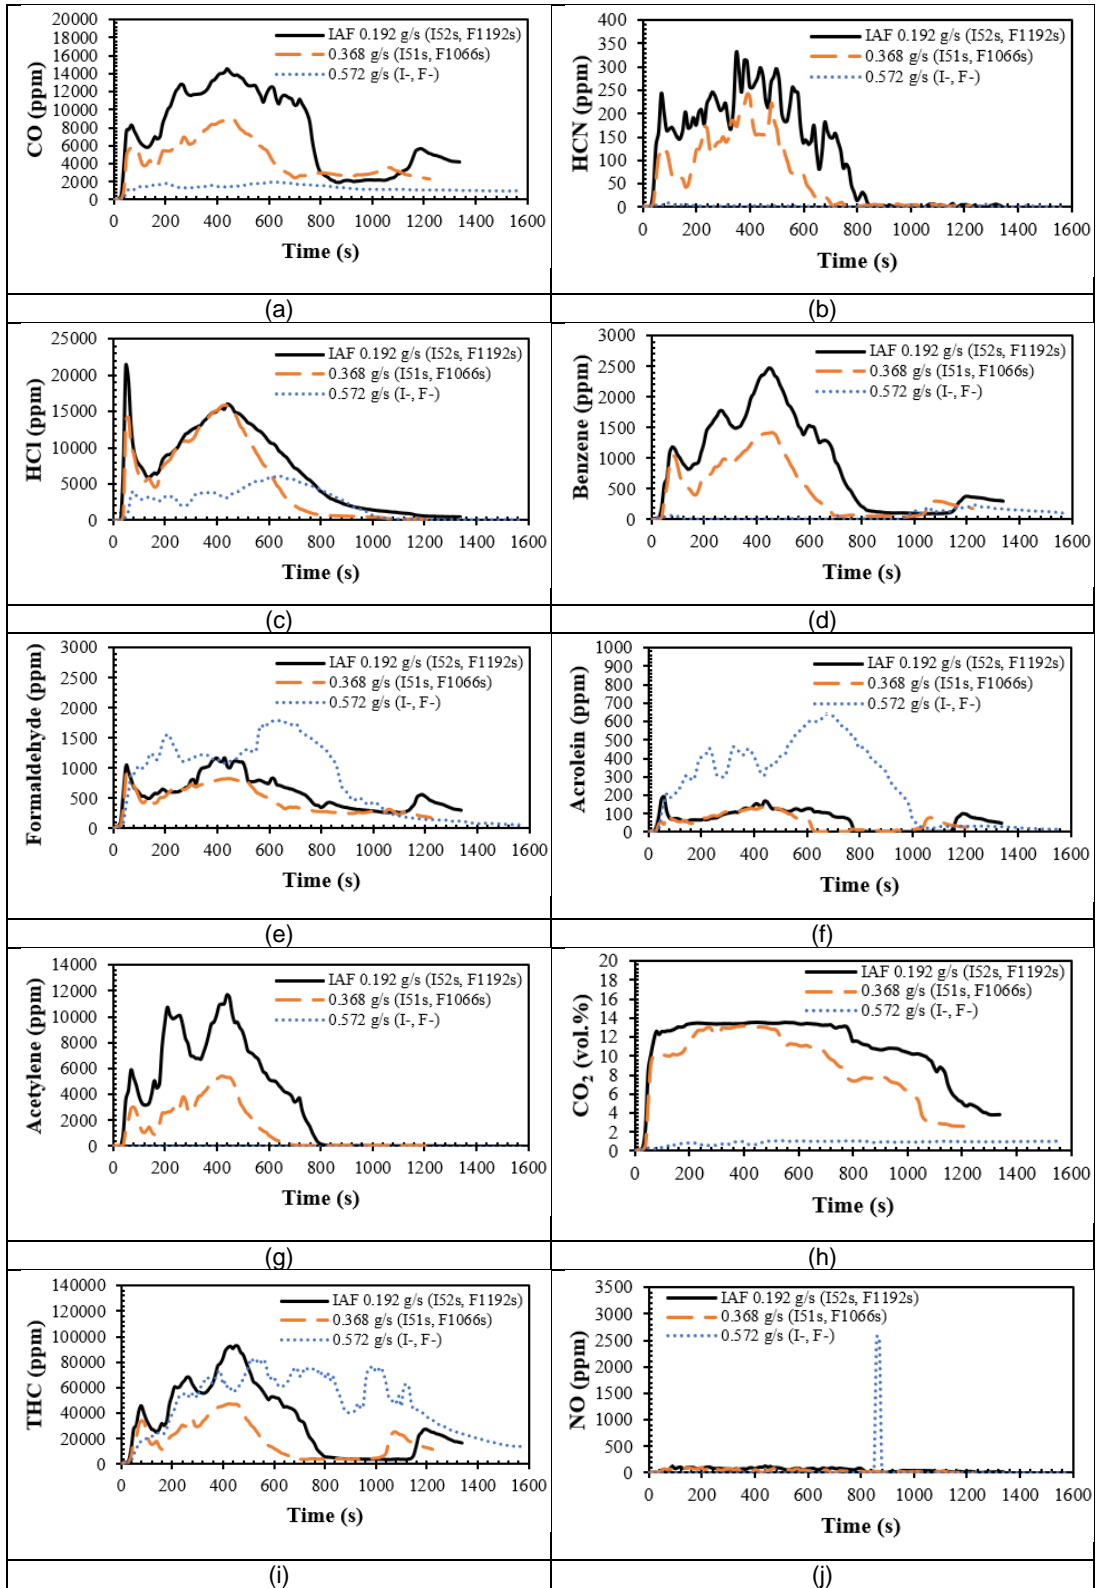 20000
18000
16000
14000
12000
10000
8000
6000
4000
2000
0
CO (ppm)
IAF 0.192 g/s (I52s, F1192s)
0.368 g/s (I51s, F1066s)
0.572 g/s (I-, F-)
0 200 400 600 800 1000 1200 1400 1600
Time (s)
(a)
400
350
300
250
200
150
100
50
0
HCN (ppm)
IAF 0.192 g/s (I52s, F1192s)
0.368 g/s (I51s, F1066s)
0.572 g/s (I-, F-)
0 200 400 600 800 1000 1200 1400 1600
Time (s)
(b)
25000
20000
15000
10000
5000
0
HCl (ppm)
IAF 0.192 g/s (I52s, F1192s)
0.368 g/s (I51s, F1066s)
0.572 g/s (I-, F-)
0 200 400 600 800 1000 1200 1400 1600
Time (s)
(c)
3000
2500
2000
1500
1000
500
0
Benzene (ppm)
IAF 0.192 g/s (I52s, F1192s)
0.368 g/s (I51s, F1066s)
0.572 g/s (I-, F-)
0 200 400 600 800 1000 1200 1400 1600
Time (s)
(d)
3000
2500
2000
1500
1000
500
0
Formaldehyde (ppm)
IAF 0.192 g/s (I52s, F1192s)
0.368 g/s (I51s, F1066s)
0.572 g/s (I-, F-)
0 200 400 600 800 1000 1200 1400 1600
Time (s)
(e)
1000
900
800
700
600
500
400
300
200
100
0
Acrolein (ppm)
IAF 0.192 g/s (I52s, F1192s)
0.368 g/s (I51s, F1066s)
0.572 g/s (I-, F-)
0 200 400 600 800 1000 1200 1400 1600
Time (s)
(f)
14000
12000
10000
8000
6000
4000
2000
0
Acetylene (ppm)
IAF 0.192 g/s (I52s, F1192s)
0.368 g/s (I51s, F1066s)
0.572 g/s (I-, F-)
0 200 400 600 800 1000 1200 1400 1600
Time (s)
(g)
20
18
16
14
12
10
8
6
4
2
0
CO₂ (vol.%)
IAF 0.192 g/s (I52s, F1192s)
0.368 g/s (I51s, F1066s)
0.572 g/s (I-, F-)
0 200 400 600 800 1000 1200 1400 1600
Time (s)
(h)
140000
120000
100000
80000
60000
40000
20000
0
THC (ppm)
IAF 0.192 g/s (I52s, F1192s)
0.368 g/s (I51s, F1066s)
0.572 g/s (I-, F-)
0 200 400 600 800 1000 1200 1400 1600
Time (s)
(i)
3500
3000
2500
2000
1500
1000
500
0
NO (ppm)
IAF 0.192 g/s (I52s, F1192s)
0.368 g/s (I51s, F1066s)
0.572 g/s (I-, F-)
0 200 400 600 800 1000 1200 1400 1600
Time (s)
(j)